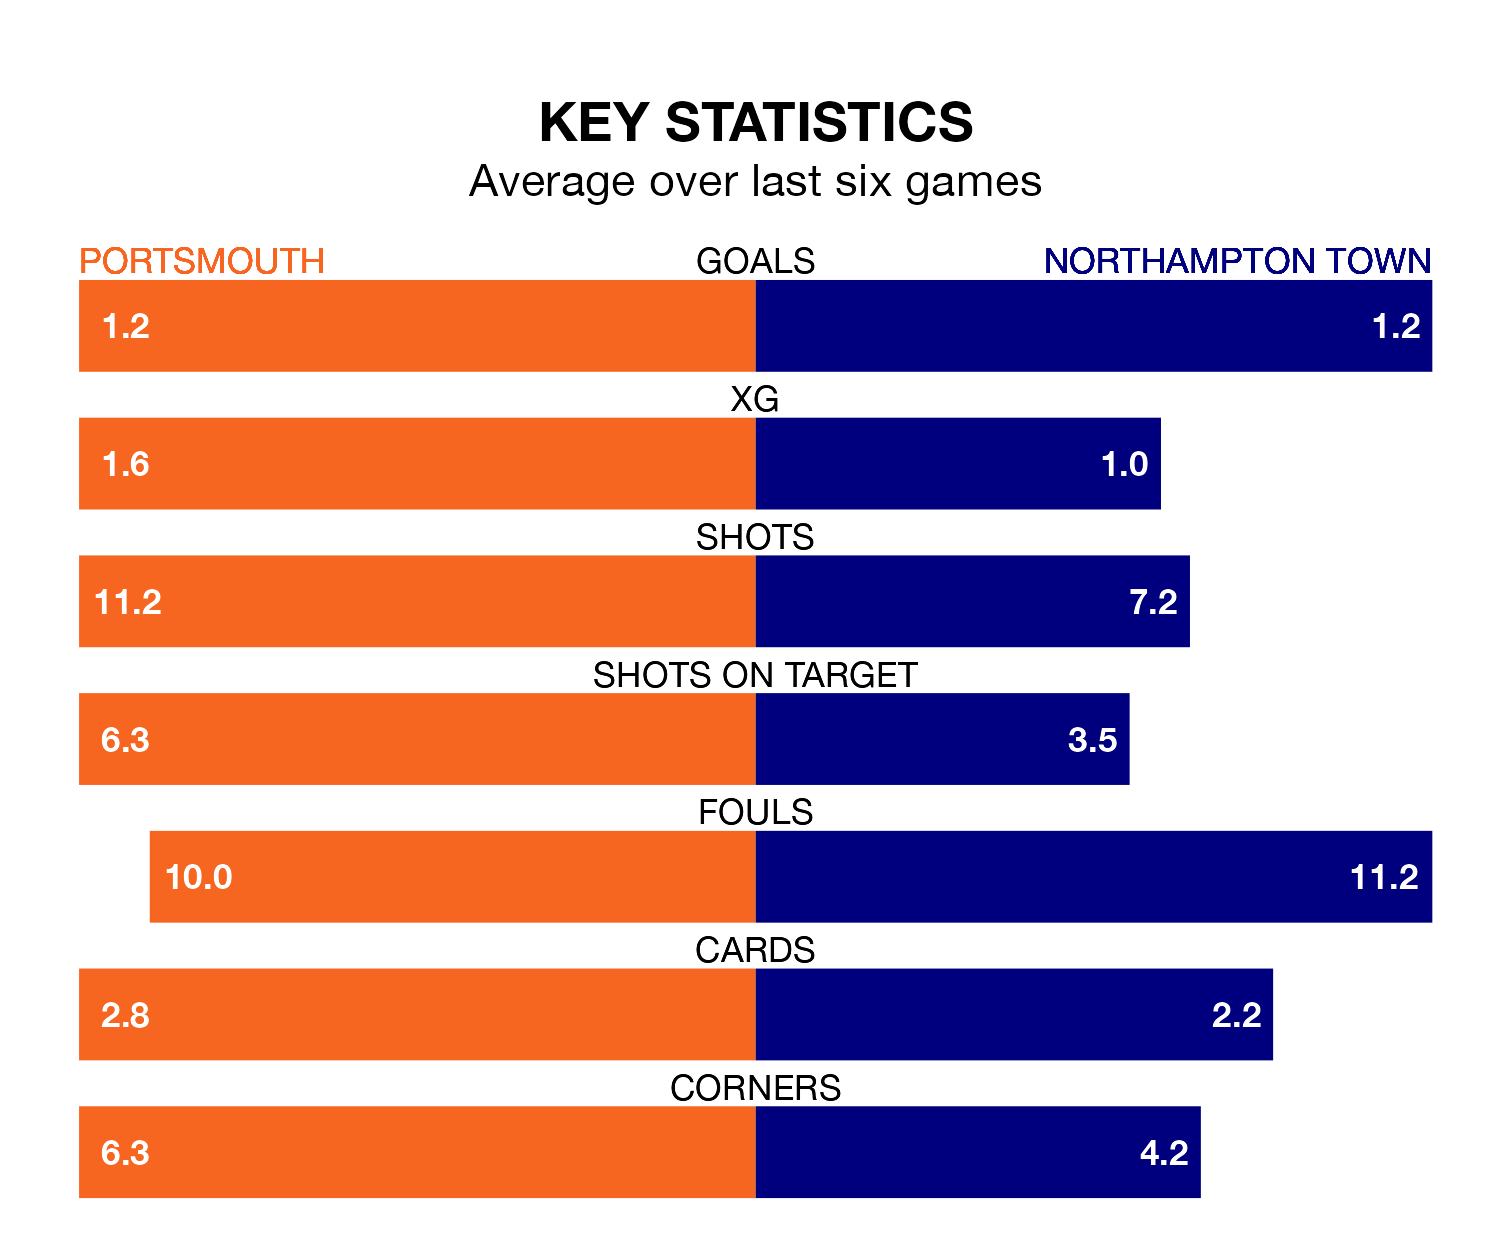 KEY STATISTICS
Average over last six games
PORTSMOUTH GOALS NORTHAMPTON TOWN
1.2 1.2
XG
1.6 1.0
SHOTS
11.2 7.2
SHOTS ON TARGET
6.3 3.5
FOULS
10.0 11.2
CARDS
2.8 2.2
CORNERS
6.3 4.2